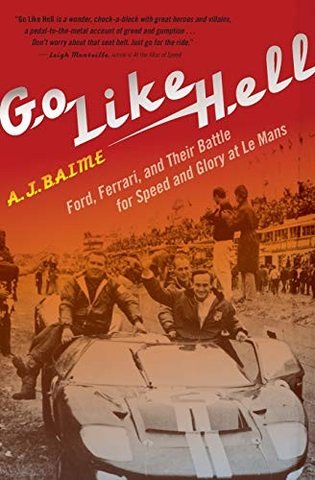 "Go Like Hell is a wonder, chock-a-block with great heroes and villains,
a pedal-to-the-metal account of greed and gumption . . .
Don't worry about that seat belt. Just go for the ride."
— Leigh Montville, author of At the Altar of Speed
Go Like Hell
A. J. BAIME
Ford, Ferrari, and Their Battle
for Speed and Glory at Le Mans